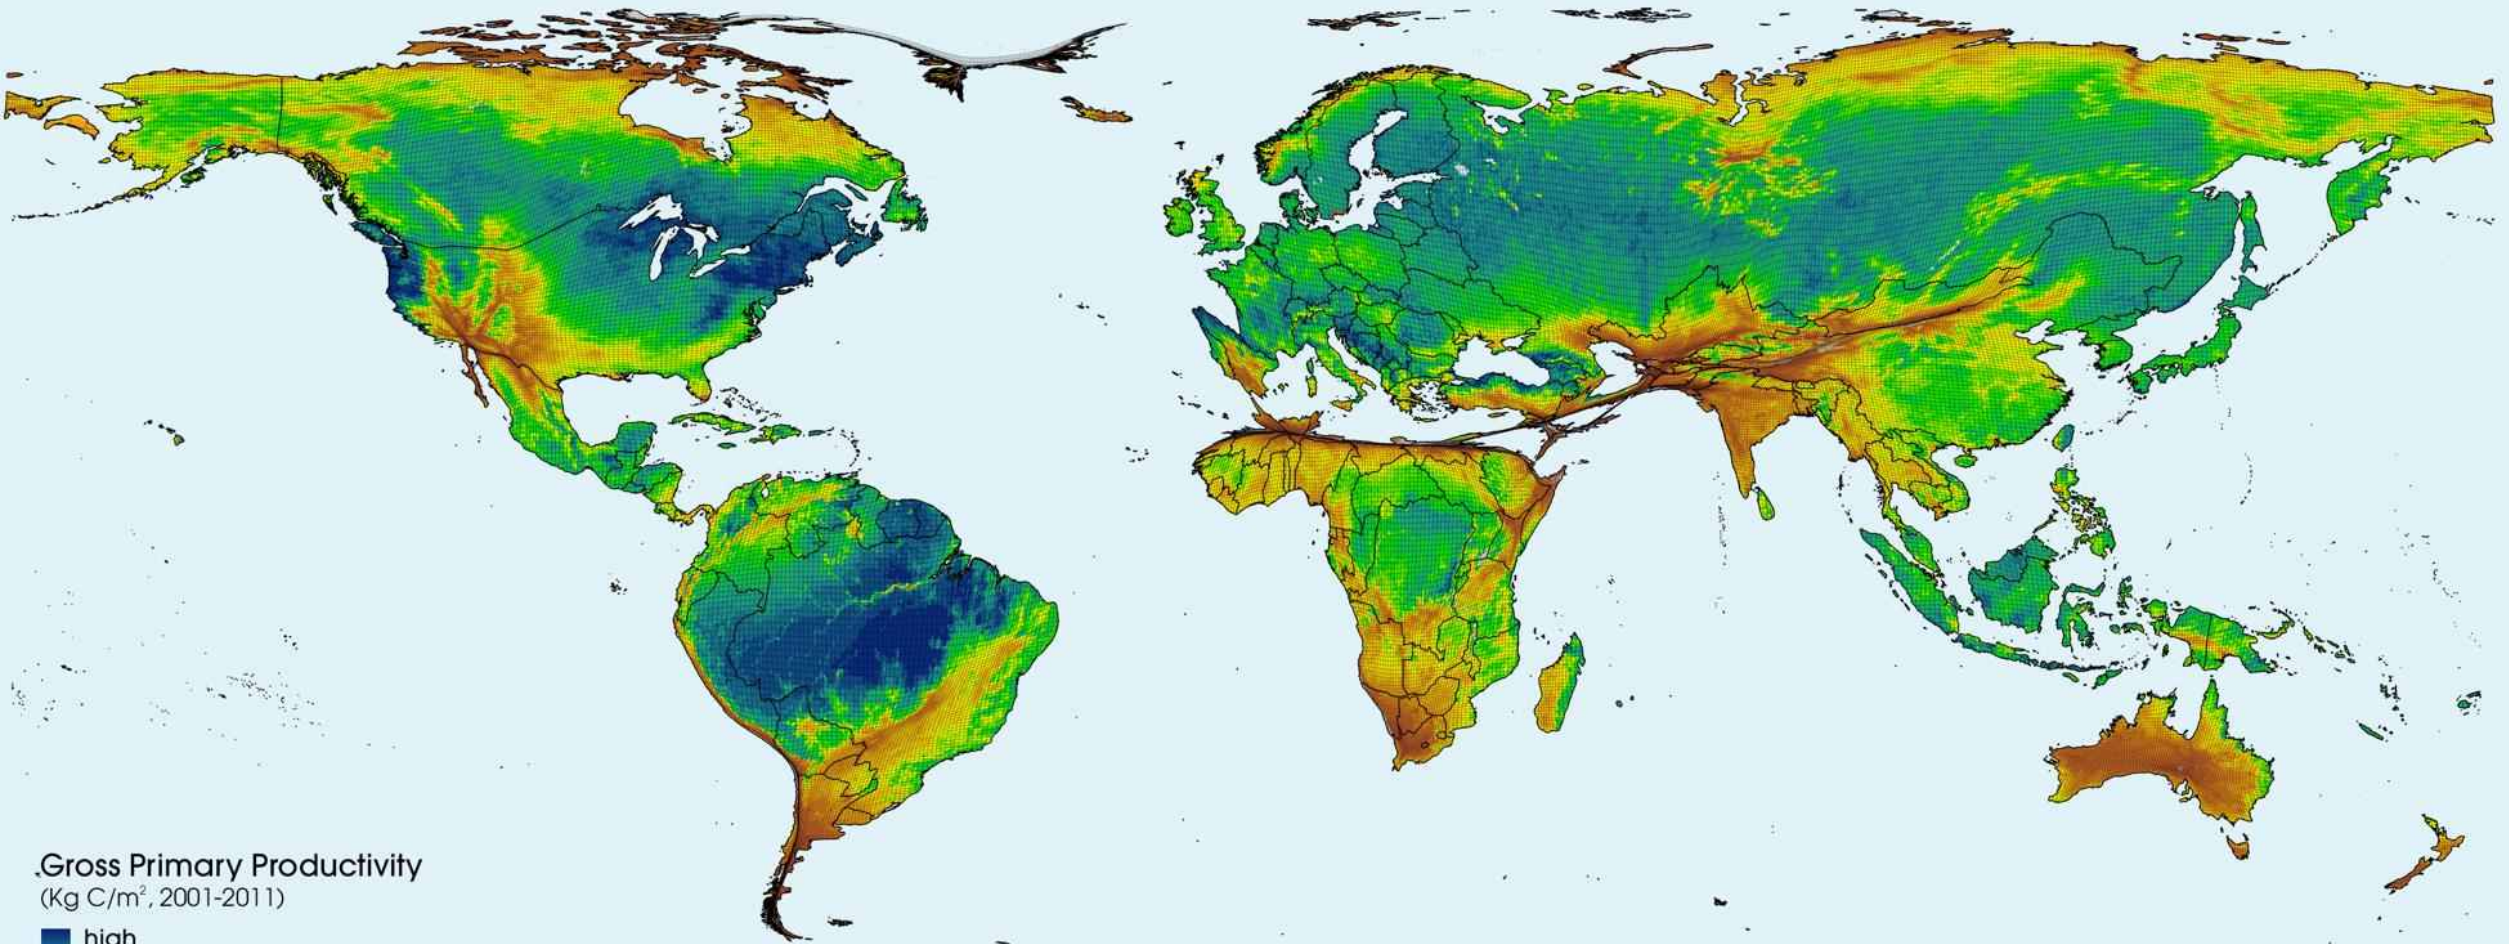 Gross Primary Productivity
(Kg C/m², 2001-2011)
high